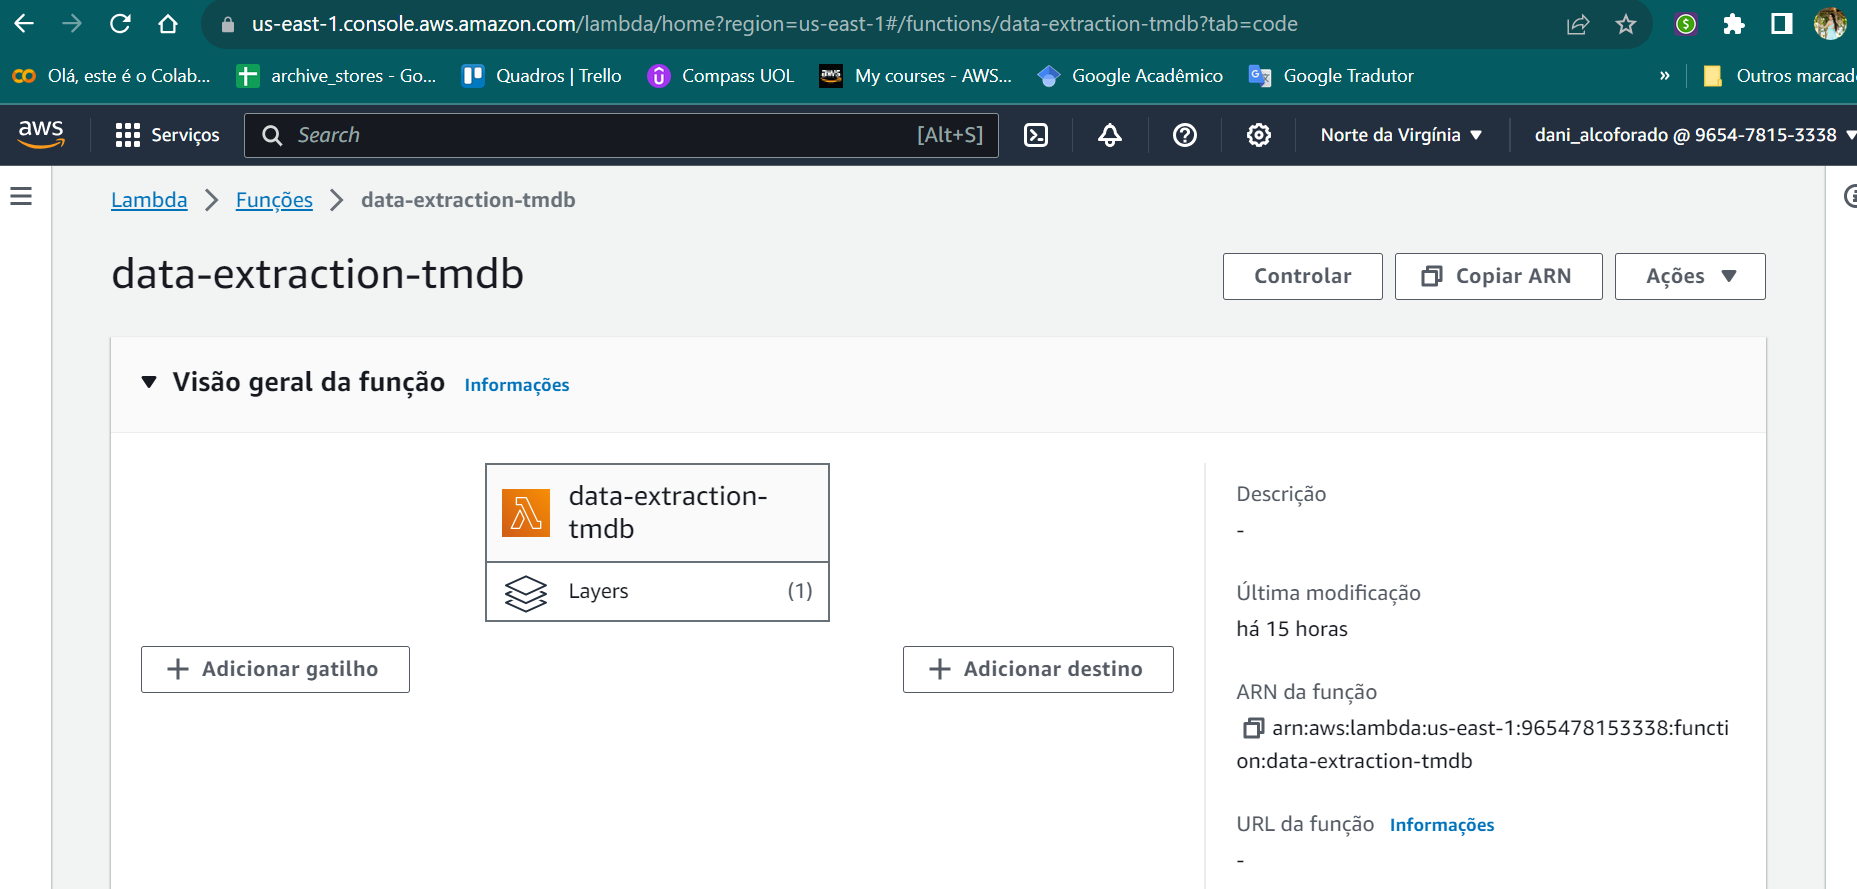 us-east-1.console.aws.amazon.com/lambda/home?region=us-east-1#/functions/data-extraction-tmdb?tab=code
Olá, este é o Colab... archive_stores - Go... Quadros | Trello Compass UOL aws My courses - AWS... Google Acadêmico Google Tradutor » Outros marcad
aws Serviços Search [Alt+S] Norte da Virgínia dani_alcoforado @ 9654-7815-3338
Lambda Funções data-extraction-tmdb
data-extraction-tmdb
Controlar Copiar ARN Ações
Visão geral da função Informações
data-extraction-
tmdb
Layers (1)
+ Adicionar gatilho
+ Adicionar destino
Descrição
-
Última modificação
há 15 horas
ARN da função
arn:aws:lambda:us-east-1:965478153338:functi
on:data-extraction-tmdb
URL da função Informações
-